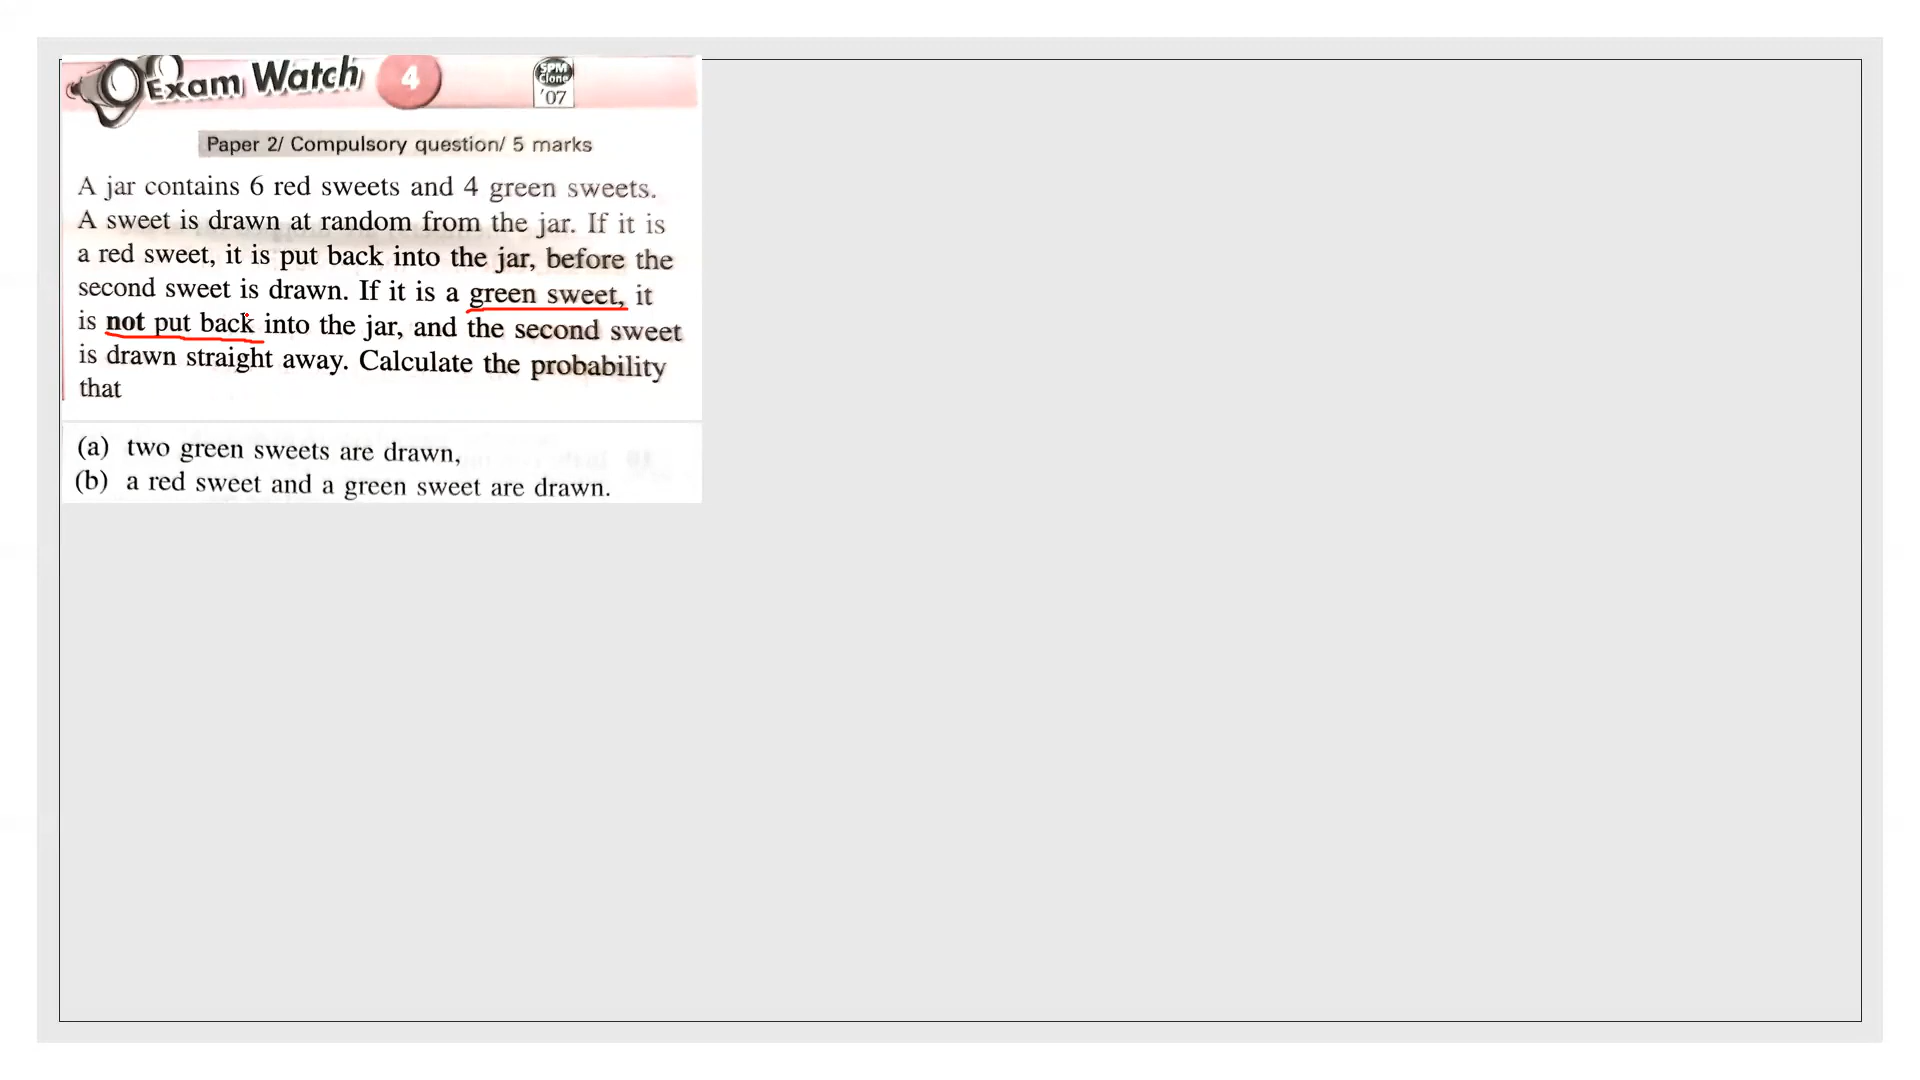 Exam Watch 4
SPM
Clone
'07
Paper 2/ Compulsory question/ 5 marks
A jar contains 6 red sweets and 4 green sweets.
A sweet is drawn at random from the jar. If it is
a red sweet, it is put back into the jar, before the
second sweet is drawn. If it is a green sweet, it
is not put back into the jar, and the second sweet
is drawn straight away. Calculate the probability
that
(a) two green sweets are drawn,
(b) a red sweet and a green sweet are drawn.